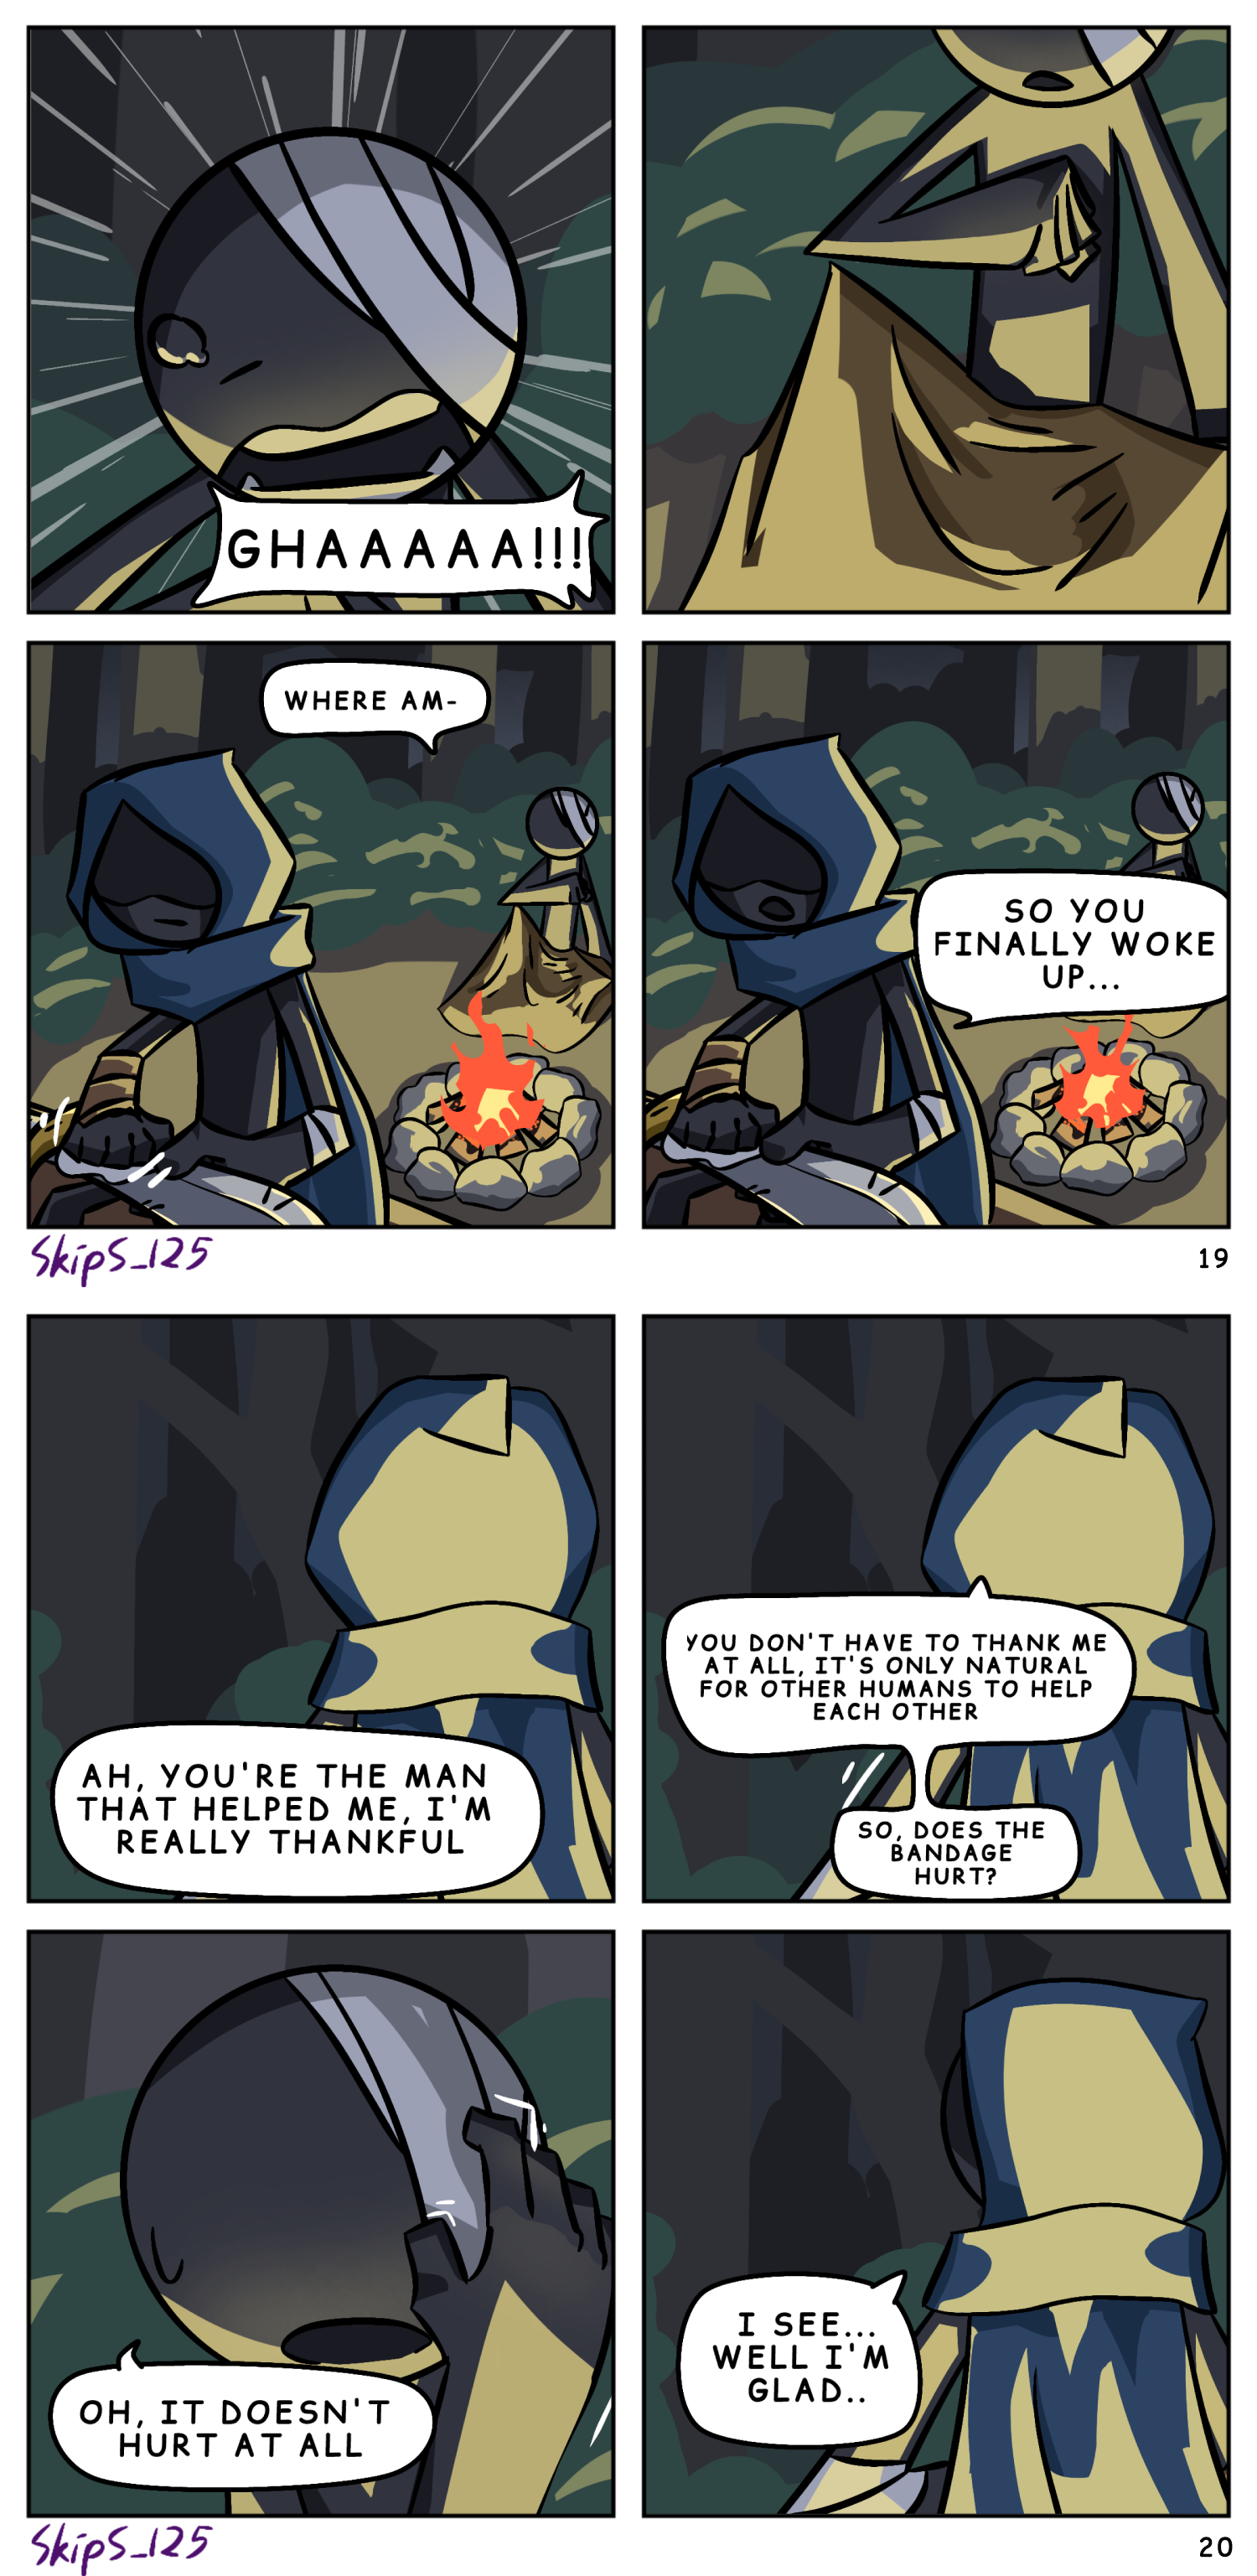 GHAAAAA!!!
WHERE AM-
SO YOU
FINALLY WOKE
UP...
SkipS_125
19
AH, YOU'RE THE MAN
THAT HELPED ME, I'M
REALLY THANKFUL
YOU DON'T HAVE TO THANK ME
AT ALL, IT'S ONLY NATURAL
FOR OTHER HUMANS TO HELP
EACH OTHER
SO, DOES THE
BANDAGE
HURT?
OH, IT DOESN'T
HURT AT ALL
I SEE...
WELL I'M
GLAD..
SkipS_125
20